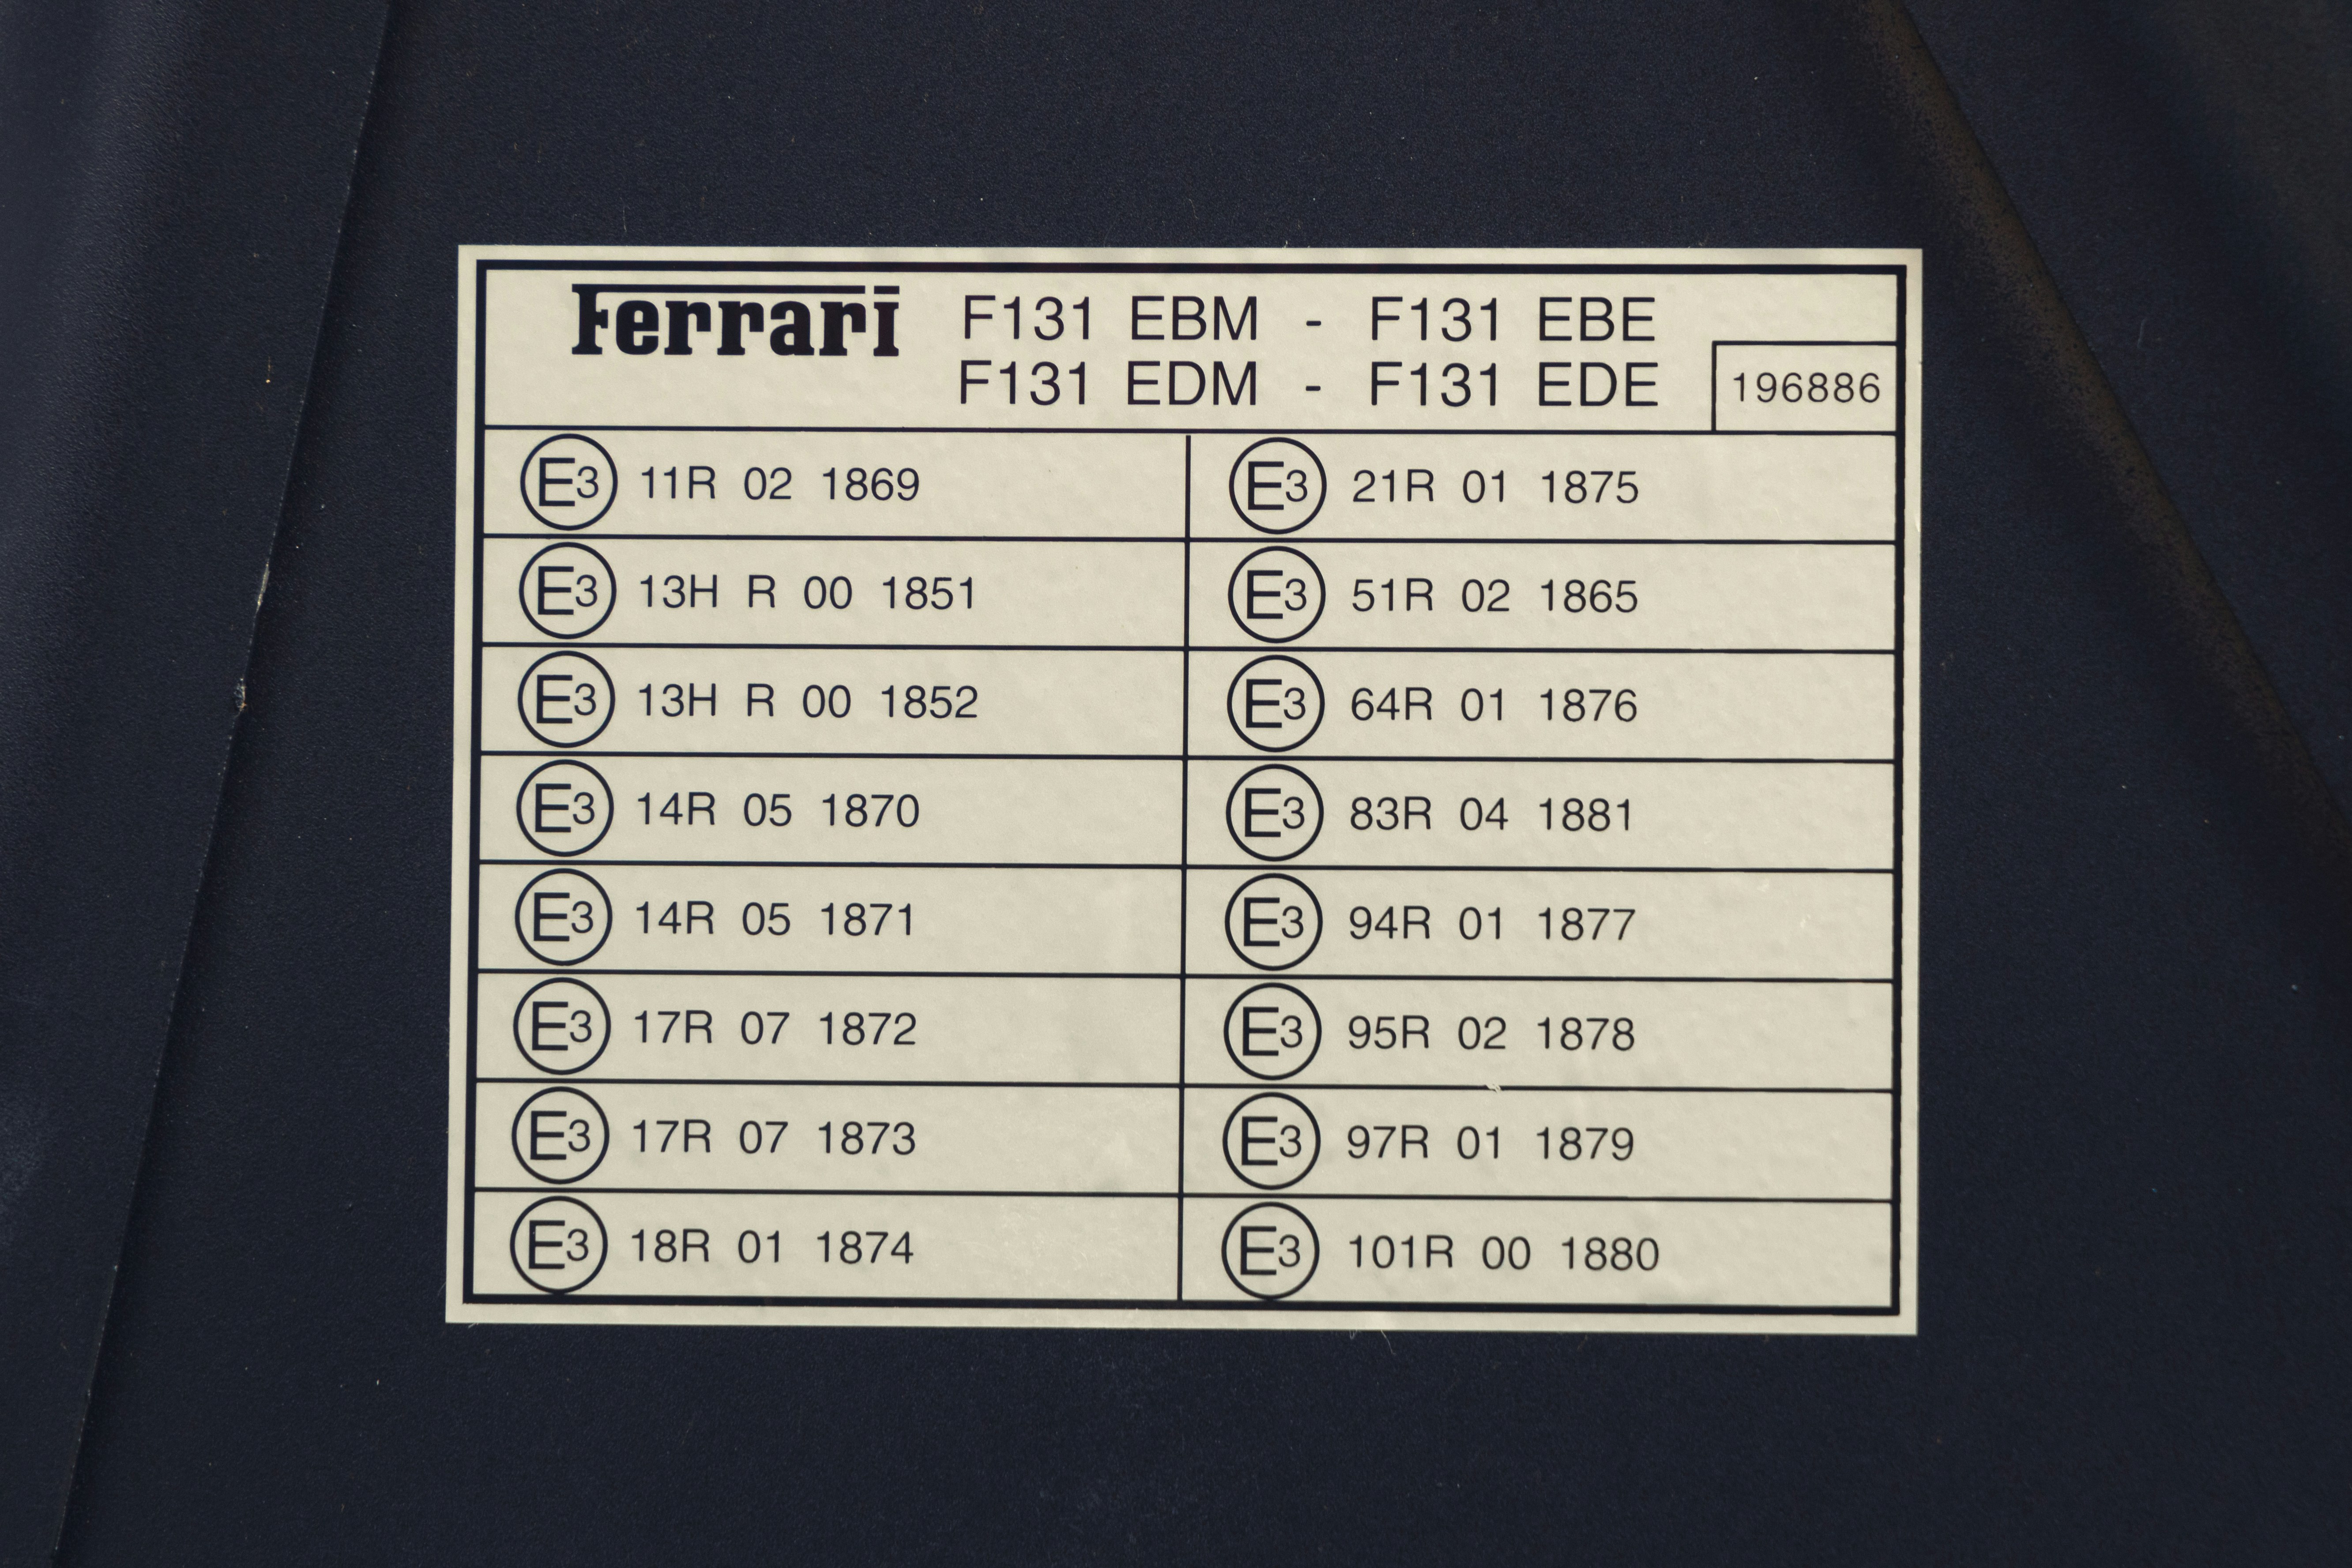 Ferrari F131 EBM - F131 EBE
F131 EDM - F131 EDE 196886
E3 11R 02 1869 E3 21R 01 1875
E3 13H R 00 1851 E3 51R 02 1865
E3 13H R 00 1852 E3 64R 01 1876
E3 14R 05 1870 E3 83R 04 1881
E3 14R 05 1871 E3 94R 01 1877
E3 17R 07 1872 E3 95R 02 1878
E3 17R 07 1873 E3 97R 01 1879
E3 18R 01 1874 E3 101R 00 1880